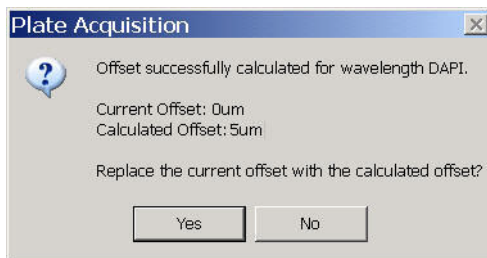 Plate Acquisition
Offset successfully calculated for wavelength DAPI.
Current Offset: 0um
Calculated Offset: 5um
Replace the current offset with the calculated offset?
Yes No